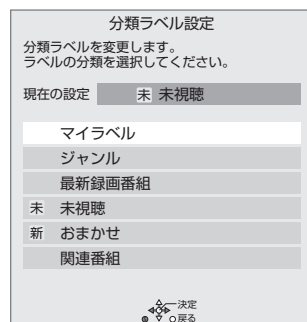 分類ラベル設定
分類ラベルを変更します。
ラベルの分類を選択してください。
現在の設定 未 未視聴
マイラベル
ジャンル
最新録画番組
未 未視聴
新 おまかせ
関連番組
決定
戻る